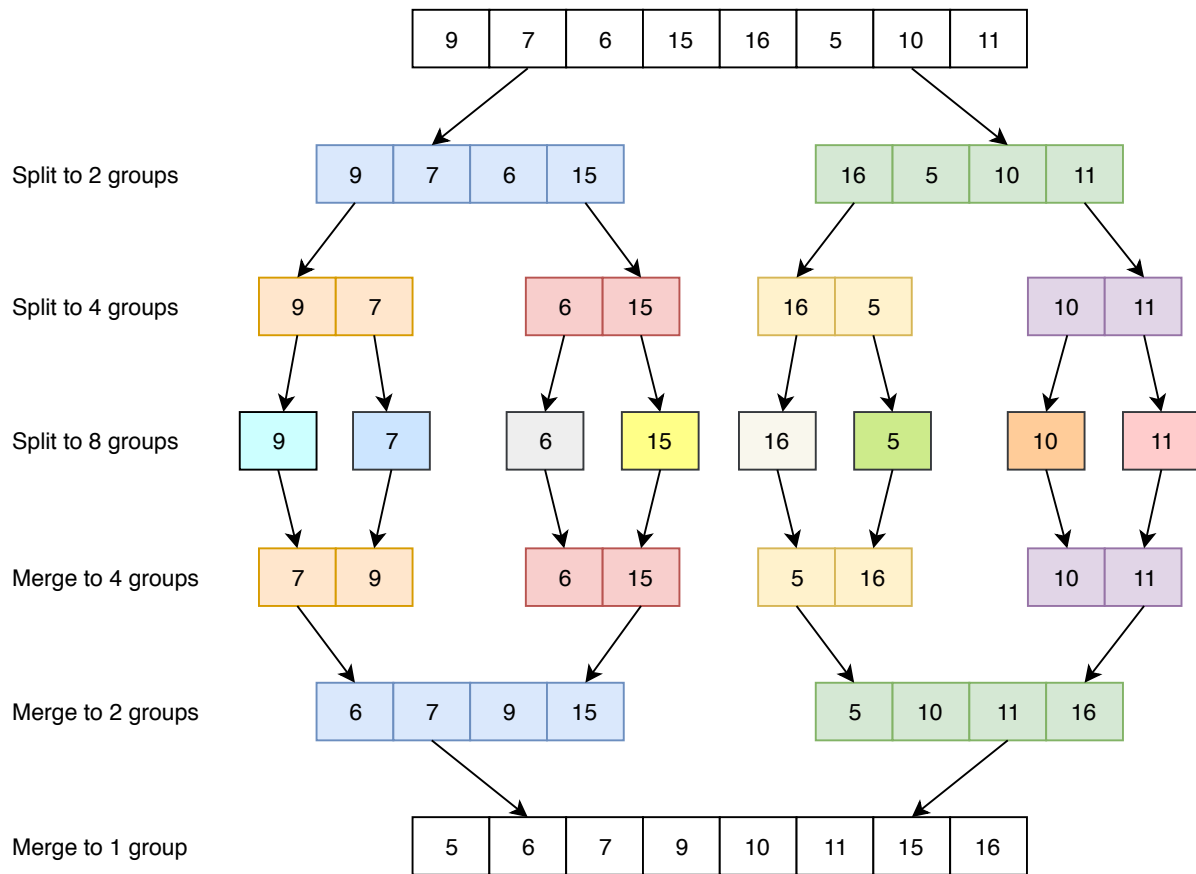 9 7 6 15 16 5 10 11
Split to 2 groups 9 7 6 15 16 5 10 11
Split to 4 groups 9 7 6 15 16 5 10 11
Split to 8 groups 9 7 6 15 16 5 10 11
Merge to 4 groups 7 9 6 15 5 16 10 11
Merge to 2 groups 6 7 9 15 5 10 11 16
Merge to 1 group 5 6 7 9 10 11 15 16